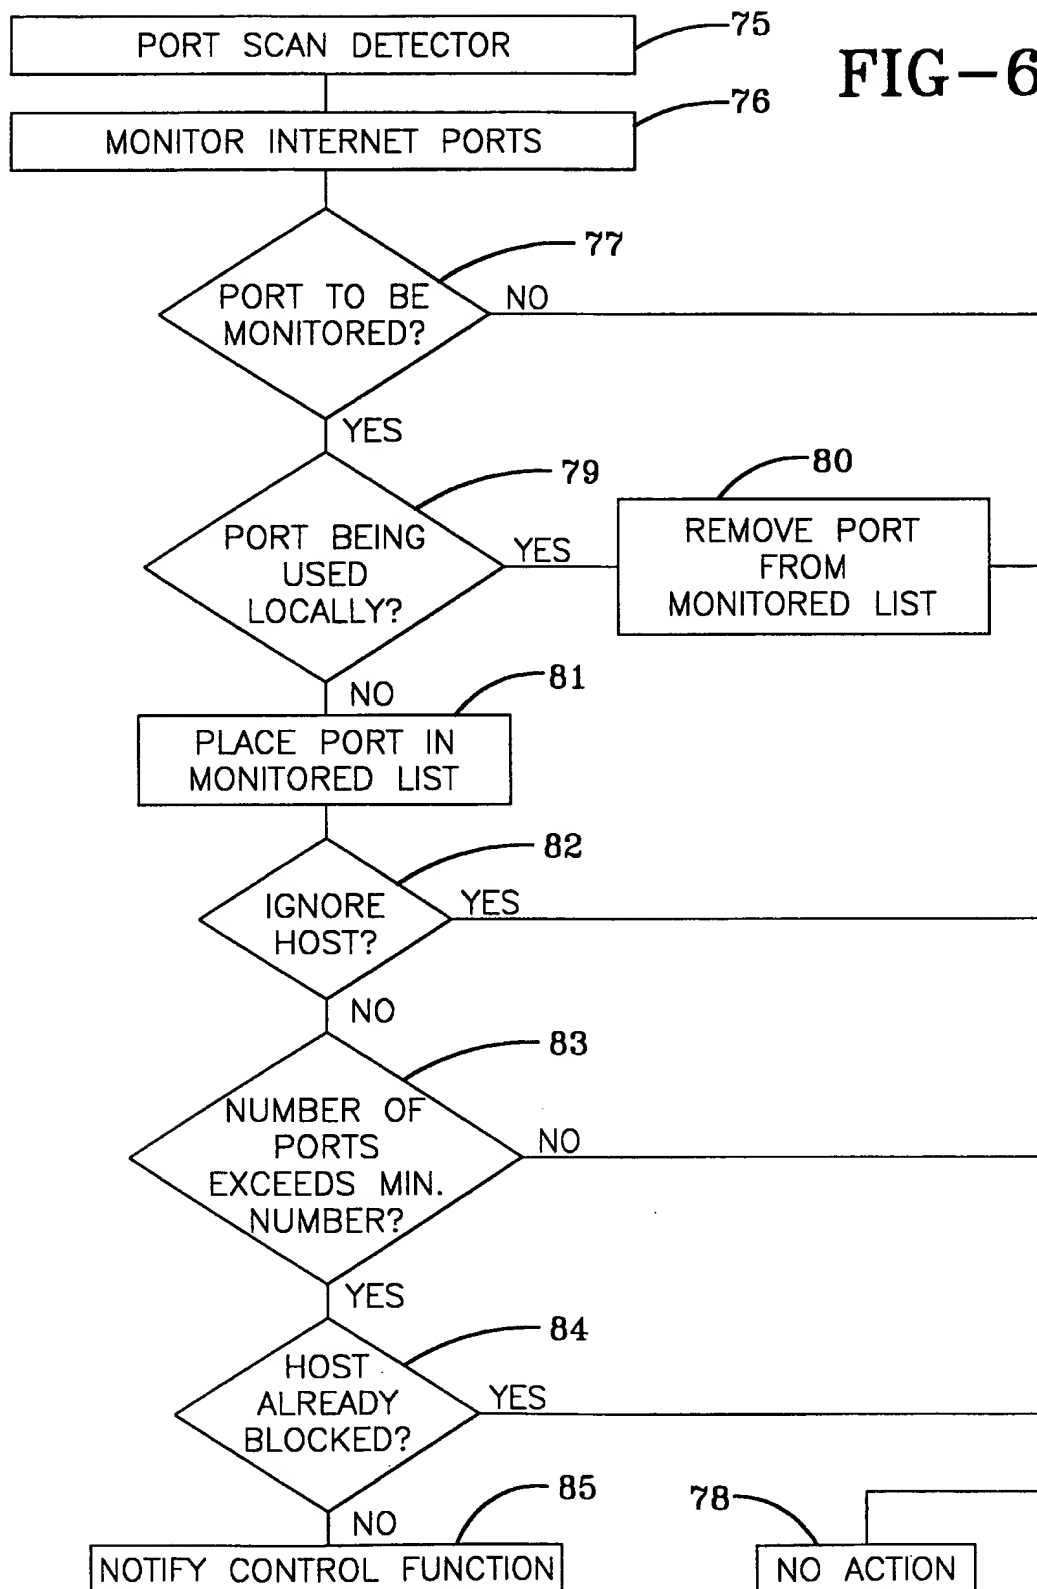 PORT SCAN DETECTOR
75
FIG-6
MONITOR INTERNET PORTS
76
77
PORT TO BE
MONITORED?
NO
YES
79
80
PORT BEING
USED
LOCALLY?
YES
REMOVE PORT
FROM
MONITORED LIST
NO
81
PLACE PORT IN
MONITORED LIST
82
IGNORE
HOST?
YES
NO
83
NUMBER OF
PORTS
EXCEEDS MIN.
NUMBER?
NO
YES
84
HOST
ALREADY
BLOCKED?
YES
NO
85
78
NOTIFY CONTROL FUNCTION
NO ACTION